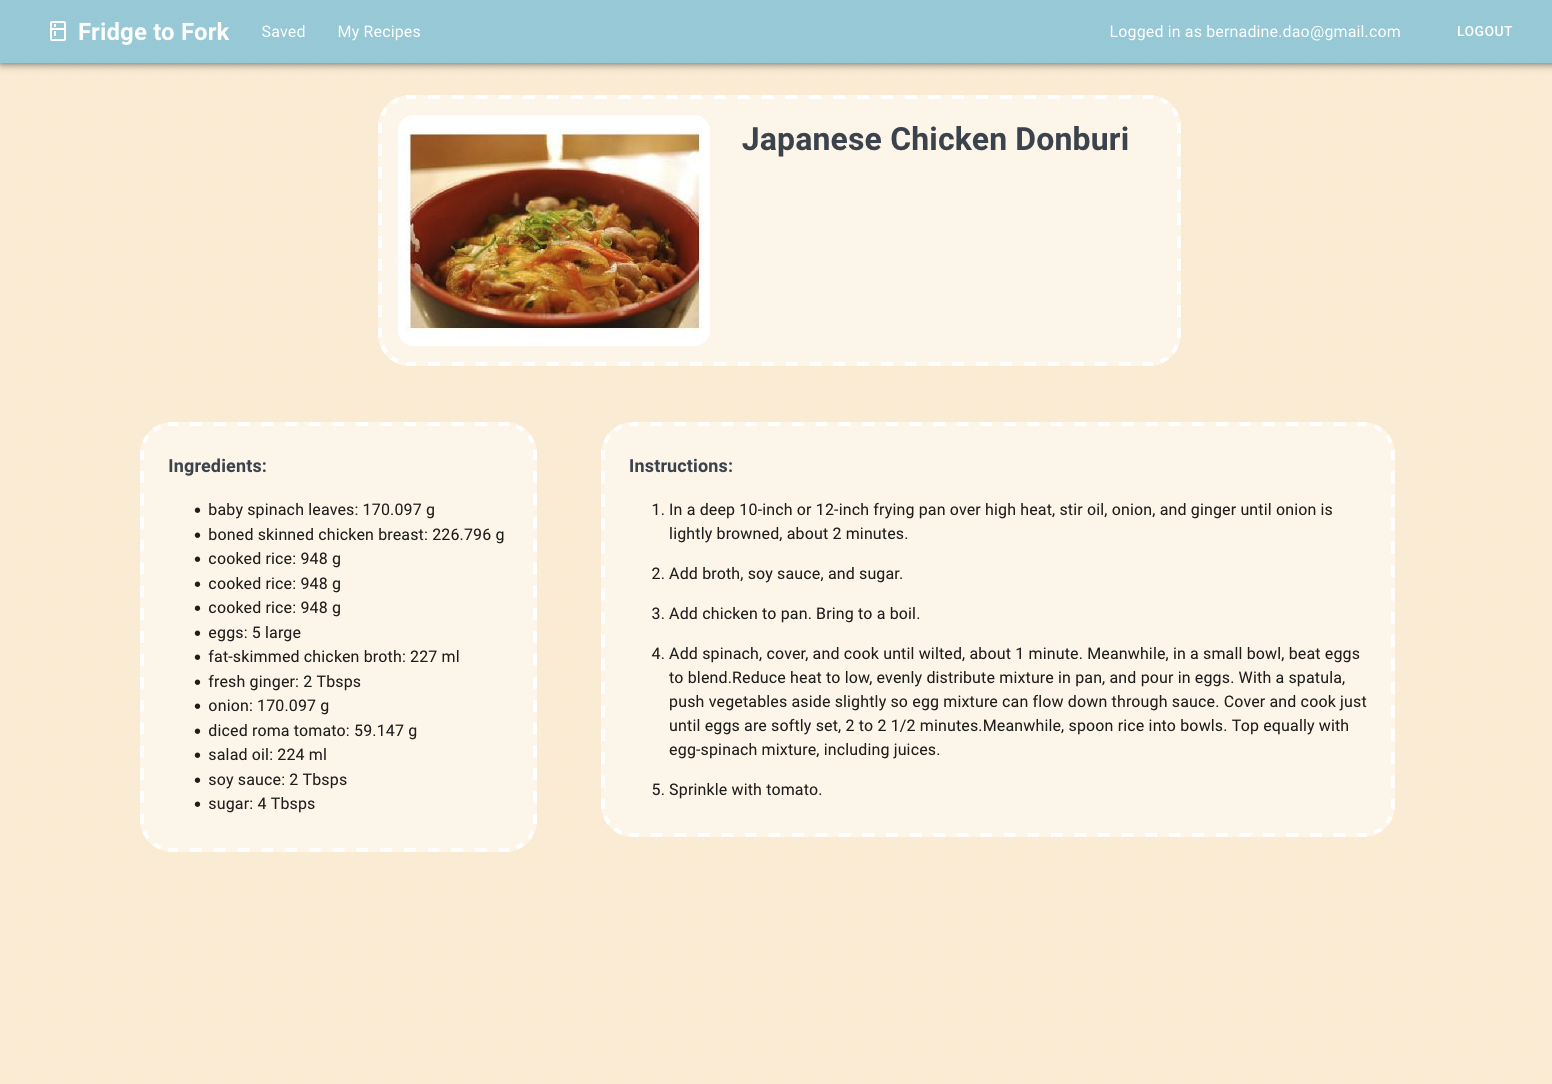 Fridge to Fork Saved My Recipes Logged in as bernadine.dao@gmail.com LOGOUT
Japanese Chicken Donburi
Ingredients:
• baby spinach leaves: 170.097 g
• boned skinned chicken breast: 226.796 g
• cooked rice: 948 g
• cooked rice: 948 g
• cooked rice: 948 g
• eggs: 5 large
• fat-skimmed chicken broth: 227 ml
• fresh ginger: 2 Tbsps
• onion: 170.097 g
• diced roma tomato: 59.147 g
• salad oil: 224 ml
• soy sauce: 2 Tbsps
• sugar: 4 Tbsps
Instructions:
1. In a deep 10-inch or 12-inch frying pan over high heat, stir oil, onion, and ginger until onion is
lightly browned, about 2 minutes.
2. Add broth, soy sauce, and sugar.
3. Add chicken to pan. Bring to a boil.
4. Add spinach, cover, and cook until wilted, about 1 minute. Meanwhile, in a small bowl, beat eggs
to blend.Reduce heat to low, evenly distribute mixture in pan, and pour in eggs. With a spatula,
push vegetables aside slightly so egg mixture can flow down through sauce. Cover and cook just
until eggs are softly set, 2 to 2 1/2 minutes.Meanwhile, spoon rice into bowls. Top equally with
egg-spinach mixture, including juices.
5. Sprinkle with tomato.